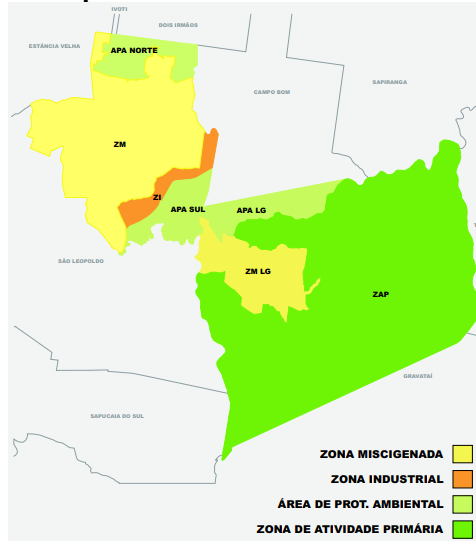 IVOTI
DOIS IRMÃOS
ESTÂNCIA VELHA
APA NORTE
SAPIRANGA
CAMPO BOM
ZM
ZI
APA SUL
APA LG
SÃO LEOPOLDO
ZM LG
ZAP
GRAVATAÍ
SAPUCAIA DO SUL
ZONA MISCIGENADA
ZONA INDUSTRIAL
ÁREA DE PROT. AMBIENTAL
ZONA DE ATIVIDADE PRIMÁRIA